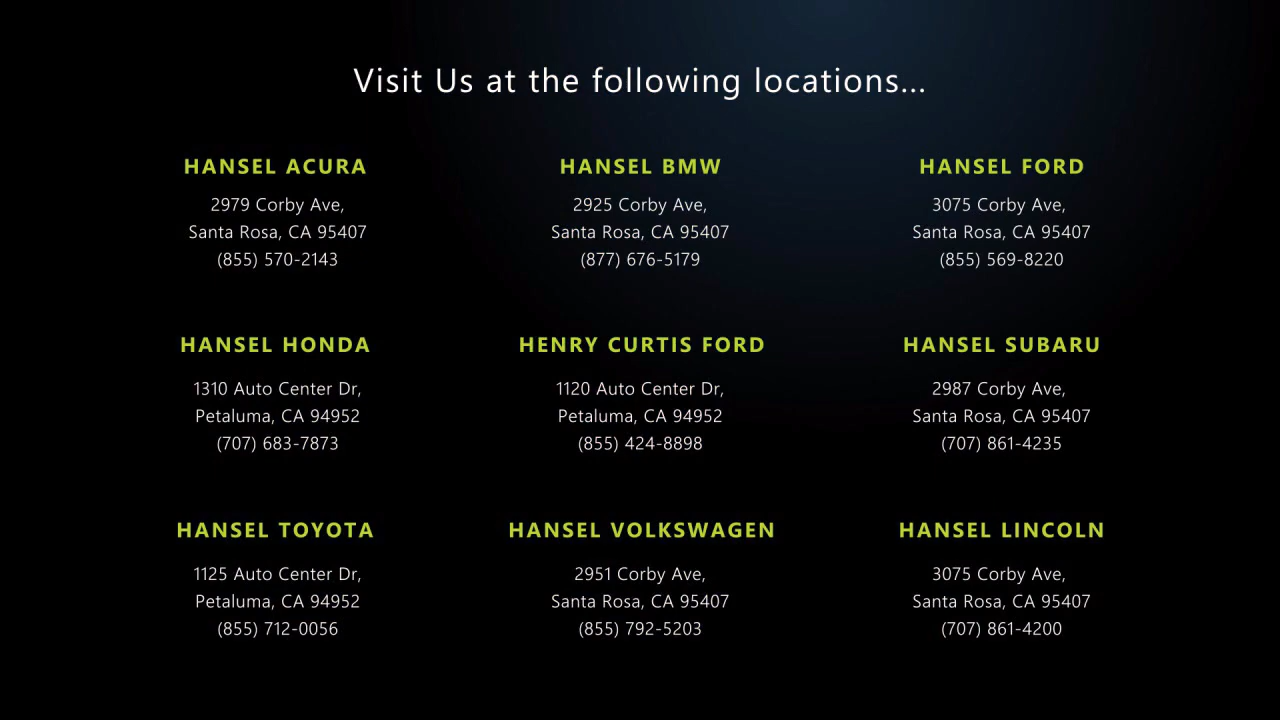 Visit Us at the following locations...
HANSEL ACURA
2979 Corby Ave,
Santa Rosa, CA 95407
(855) 570-2143
HANSEL BMW
2925 Corby Ave,
Santa Rosa, CA 95407
(877) 676-5179
HANSEL FORD
3075 Corby Ave,
Santa Rosa, CA 95407
(855) 569-8220
HANSEL HONDA
1310 Auto Center Dr,
Petaluma, CA 94952
(707) 683-7873
HENRY CURTIS FORD
1120 Auto Center Dr,
Petaluma, CA 94952
(855) 424-8898
HANSEL SUBARU
2987 Corby Ave,
Santa Rosa, CA 95407
(707) 861-4235
HANSEL TOYOTA
1125 Auto Center Dr,
Petaluma, CA 94952
(855) 712-0056
HANSEL VOLKSWAGEN
2951 Corby Ave,
Santa Rosa, CA 95407
(855) 792-5203
HANSEL LINCOLN
3075 Corby Ave,
Santa Rosa, CA 95407
(707) 861-4200